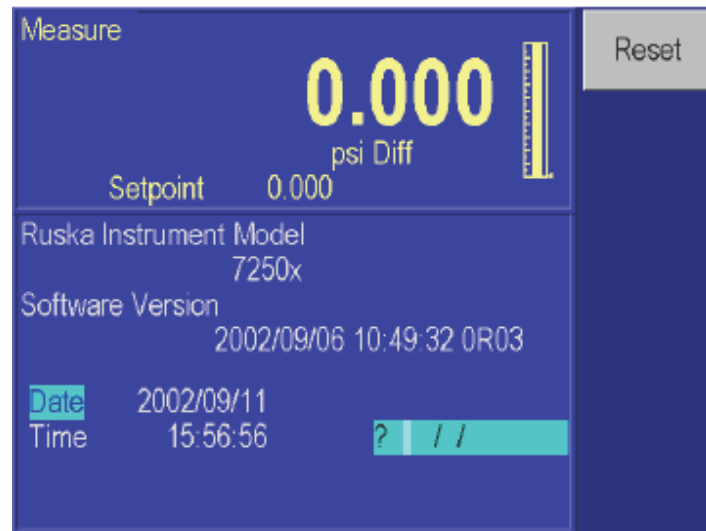 Measure
Reset
0.000
psi Diff
Setpoint 0.000
Ruska Instrument Model
7250x
Software Version
2002/09/06 10:49:32 0R03
Date 2002/09/11
Time 15:56:56 ? / /